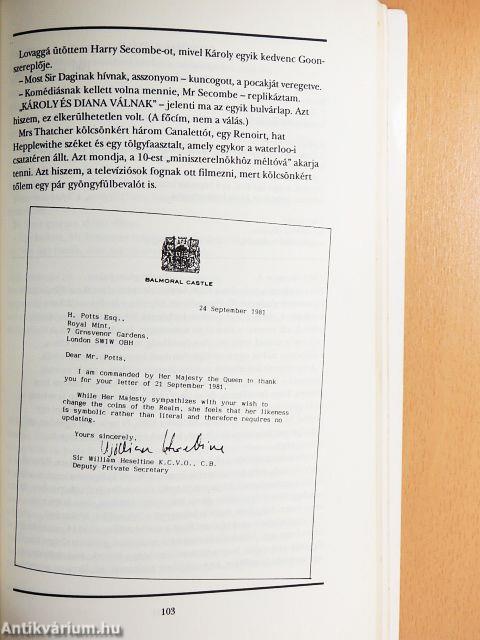 Lovaggá ütöttem Harry Secombe-ot, mivel Károly egyik kedvenc Goon-
szereplője.
– Most Sir Daginak hívnak, asszonyom – kuncogott, a pocakját veregetve.
– Komédiásnak kellett volna mennie, Mr Secombe – replikáztam.
„KÁROLY ÉS DIANA VÁLNAK” – jelenti ma az egyik bulvárlap. Azt
hiszem, ez elkerülhetetlen volt. (A főcím, nem a válás.)
Mrs Thatcher kölcsönkért három Canalettót, egy Renoirt, hat
Hepplewithe széket és egy tölgyfaasztalt, amely egykor a waterloo-i
csatatéren állt. Azt mondja, a 10-est „miniszterelnökhöz méltóvá” akarja
tenni. Azt hiszem, a televíziósok fognak ott filmezni, mert kölcsönkért
tőlem egy pár gyöngyfülbevalót is.
BALMORAL CASTLE
24 September 1981
H. Potts Esq.,
Royal Mint,
7 Grosvenor Gardens,
London SW1W OBH
Dear Mr. Potts,
I am commanded by Her Majesty the Queen to thank
you for your letter of 21 September 1981.
While Her Majesty sympathizes with your wish to
change the coins of the Realm, she feels that her likeness
is symbolic rather than literal and therefore requires no
updating.
Yours sincerely,
William Heseltine
Sir William Heseltine K.C.V.O., C.B.
Deputy Private Secretary
103
Antikvárium.hu